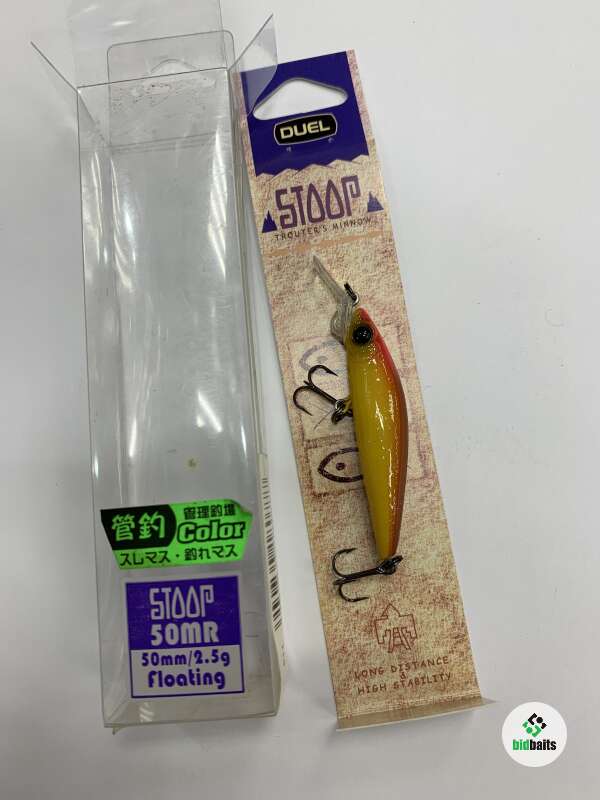 DUEL
STOOP
TROUTER'S MINNOW
管釣
管理釣場
Color
スレマス・釣れマス
STOOP
50MR
50mm/2.5g
Floating
LONG DISTANCE
&
HIGH STABILITY
bidbaits